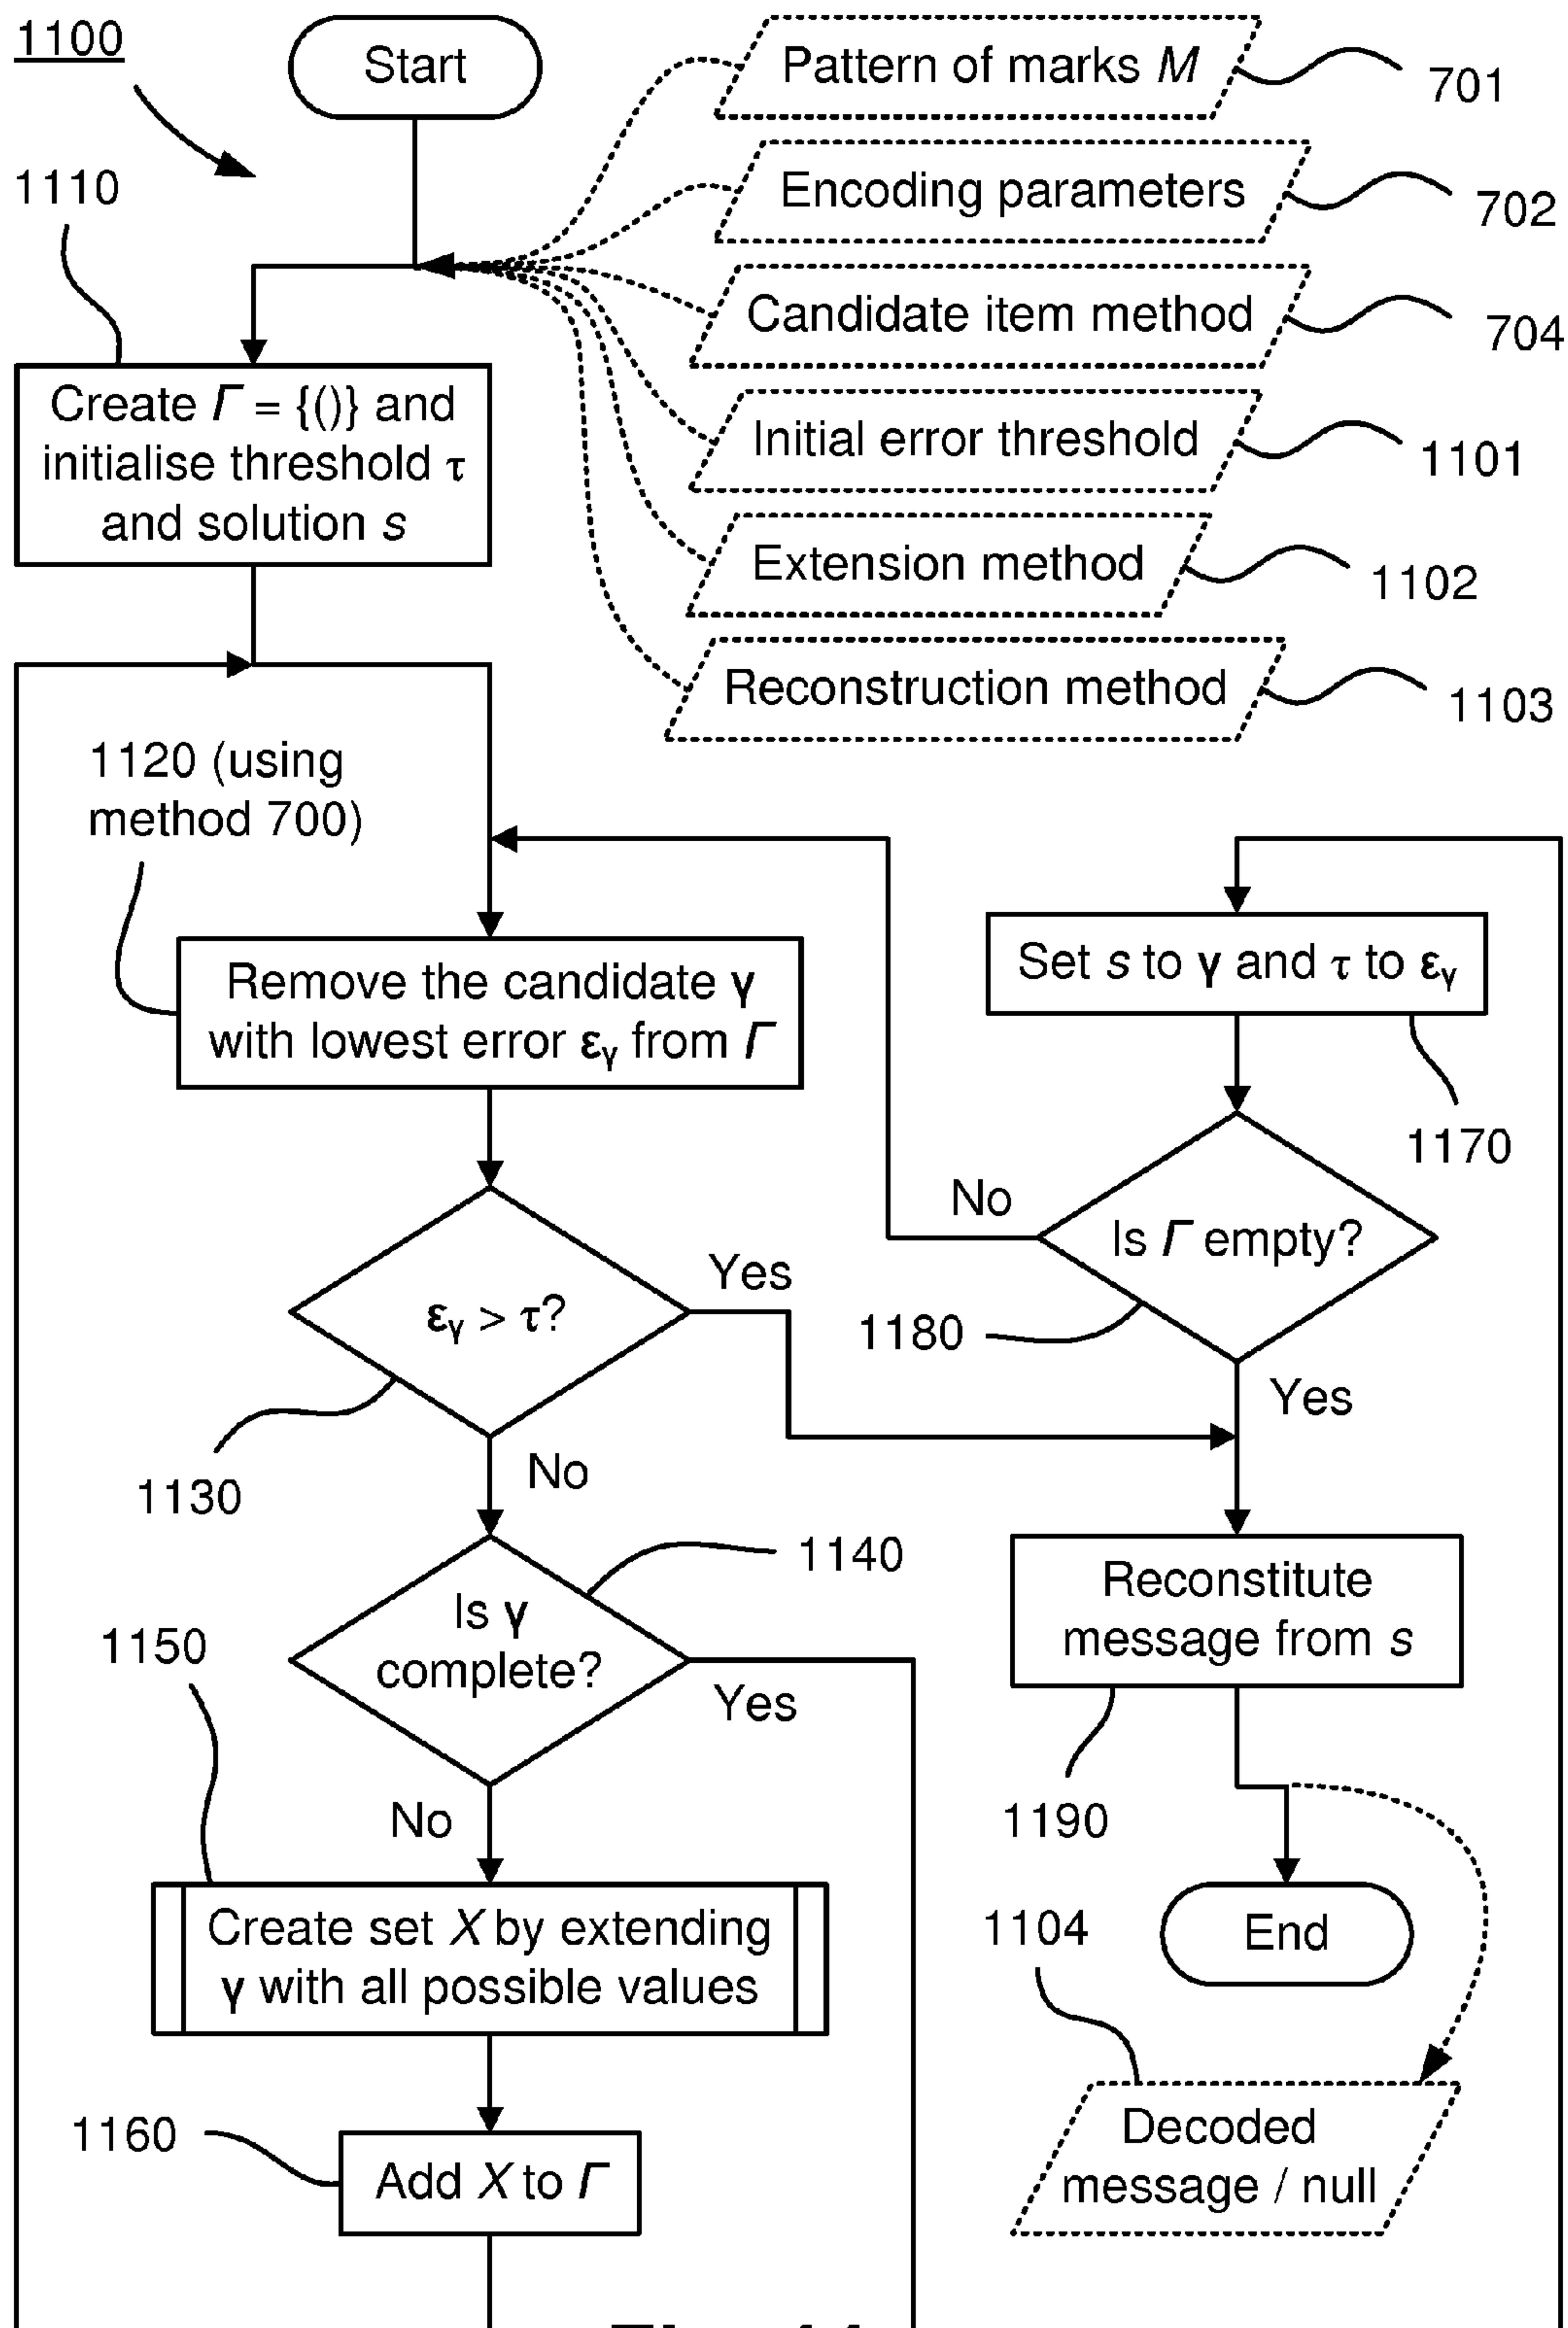 1100
Start
Pattern of marks M
701
Encoding parameters
702
1110
Candidate item method
704
Create Γ = {()} and
initialise threshold τ
and solution s
Initial error threshold
1101
Extension method
1102
Reconstruction method
1103
1120 (using
method 700)
Remove the candidate γ
with lowest error εγ from Γ
Set s to γ and τ to εγ
1170
No
Is Γ empty?
εγ > τ?
Yes
1180
Yes
1130
No
1140
Is γ
complete?
Yes
1150
Reconstitute
message from s
No
1190
Create set X by extending
γ with all possible values
1104
End
1160
Add X to Γ
Decoded
message / null